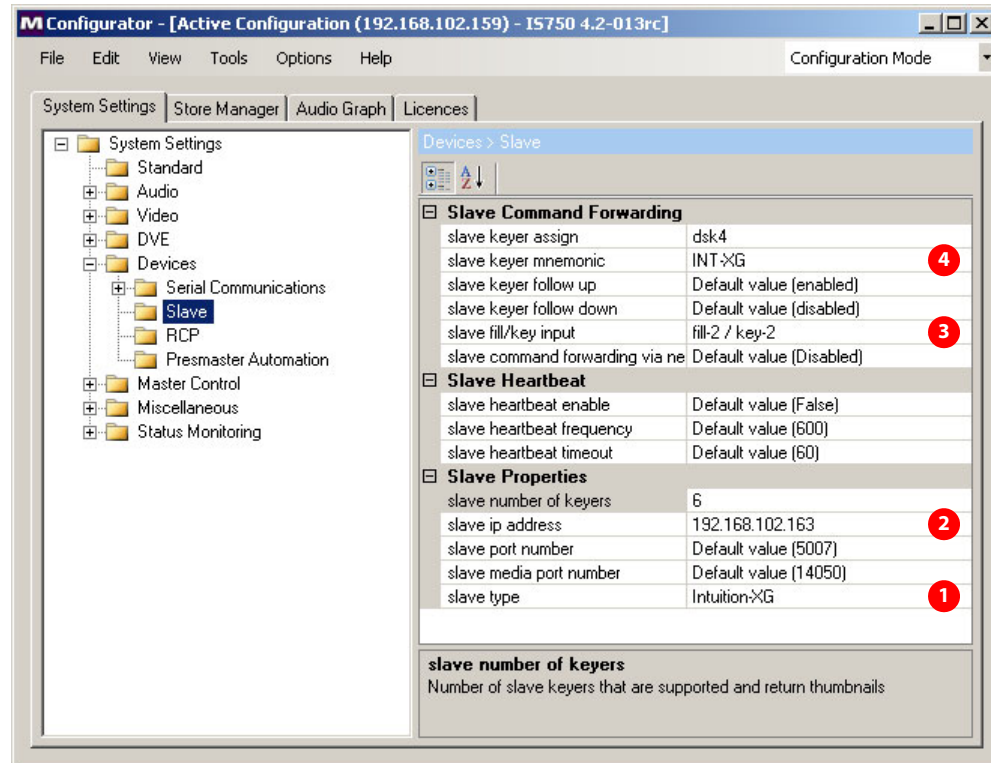 M Configurator - [Active Configuration (192.168.102.159) - IS750 4.2-013rc]
File Edit View Tools Options Help Configuration Mode
System Settings Store Manager Audio Graph Licences
System Settings
Standard
Audio
Video
DVE
Devices
Serial Communications
Slave
RCP
Presmaster Automation
Master Control
Miscellaneous
Status Monitoring
Devices > Slave
A Z
Slave Command Forwarding
slave keyer assign dsk4
slave keyer mnemonic INT-XG 4
slave keyer follow up Default value (enabled)
slave keyer follow down Default value (disabled)
slave fill/key input fill-2 / key-2 3
slave command forwarding via ne Default value (Disabled)
Slave Heartbeat
slave heartbeat enable Default value (False)
slave heartbeat frequency Default value (600)
slave heartbeat timeout Default value (60)
Slave Properties
slave number of keyers 6
slave ip address 192.168.102.163 2
slave port number Default value (5007)
slave media port number Default value (14050)
slave type Intuition-XG 1
slave number of keyers
Number of slave keyers that are supported and return thumbnails